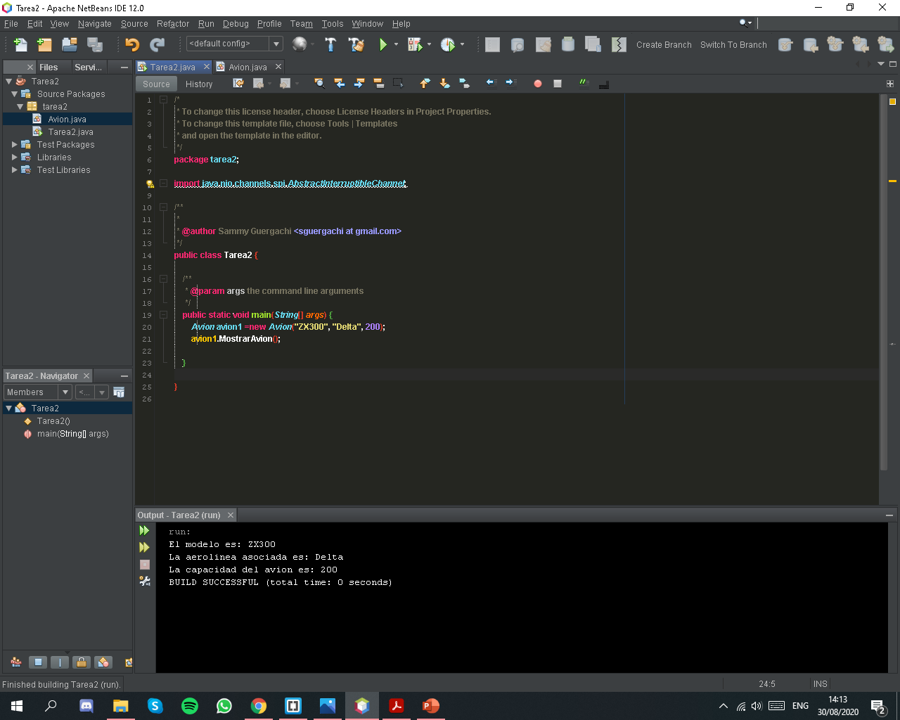 Tarea2 - Apache NetBeans IDE 12.0
File Edit View Navigate Source Refactor Run Debug Profile Team Tools Window Help
<default config>
Create Branch Switch To Branch
Files Servi...
Tarea2
Source Packages
tarea2
Avion.java
Tarea2.java
Test Packages
Libraries
Test Libraries
Tarea2.java Avion.java
Source History
1 /*
2 * To change this license header, choose License Headers in Project Properties.
3 * To change this template file, choose Tools | Templates
4 * and open the template in the editor.
5 */
6 package tarea2;
7
import java.nio.channels.spi.AbstractInterruptibleChannel;
9
10 /**
11 *
12 * @author Sammy Guergachi <sguergachi at gmail.com>
13 */
14 public class Tarea2 {
15
16 /**
17 * @param args the command line arguments
18 */
19 public static void main(String[] args) {
20 Avion avion1 =new Avion("ZX300", "Delta", 200);
21 avion1.MostrarAvion();
22
23 }
24
25 }
26
Tarea2 - Navigator
Members <...
Tarea2
Tarea2()
main(String[] args)
Output - Tarea2 (run)
run:
El modelo es: ZX300
La aerolinea asociada es: Delta
La capacidad del avion es: 200
BUILD SUCCESSFUL (total time: 0 seconds)
Finished building Tarea2 (run).
24:5 INS
ENG
14:13
30/08/2020
2